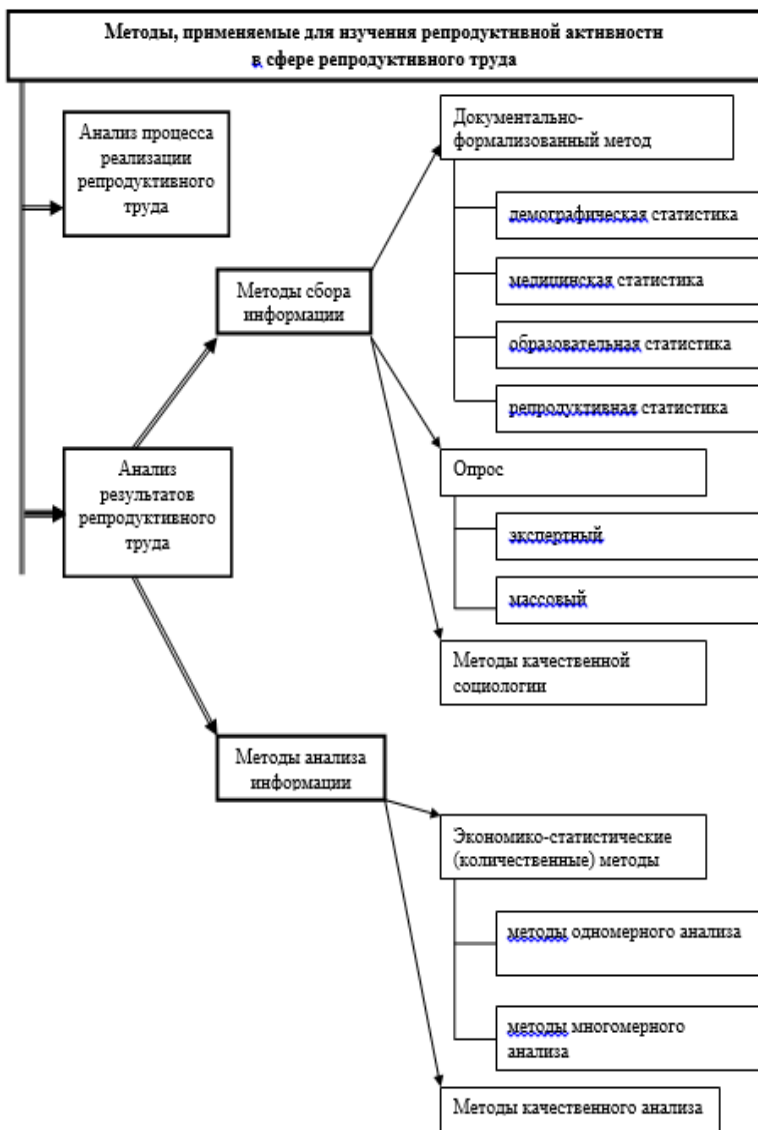 Методы, применяемые для изучения репродуктивной активности
в сфере репродуктивного труда
Анализ процесса
реализации
репродуктивного
труда
Документально-
формализованный метод
демографическая статистика
медицинская статистика
образовательная статистика
репродуктивная статистика
Методы сбора
информации
Анализ
результатов
репродуктивного
труда
Опрос
экспертный
массовый
Методы качественной
социологии
Методы анализа
информации
Экономико-статистические
(количественные) методы
методы одномерного анализа
методы многомерного
анализа
Методы качественного анализа